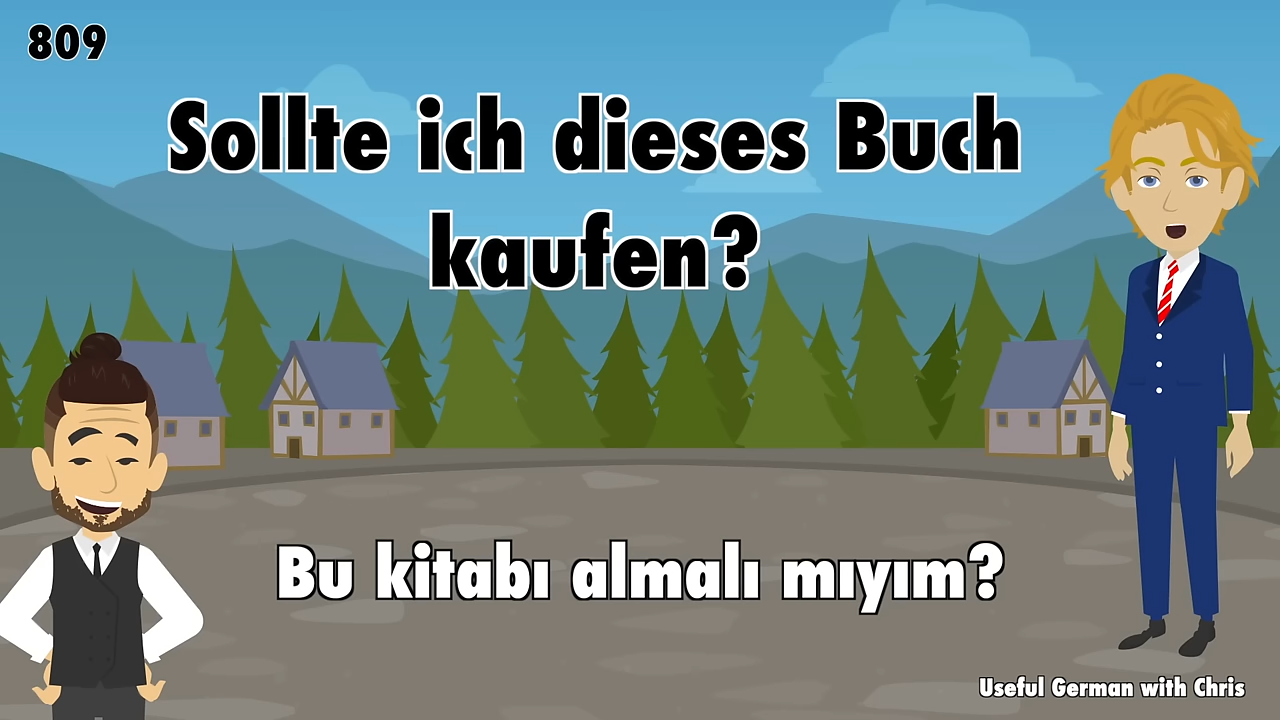 809
Sollte ich dieses Buch
kaufen?
Bu kitabı almalı mıyım?
Useful German with Chris